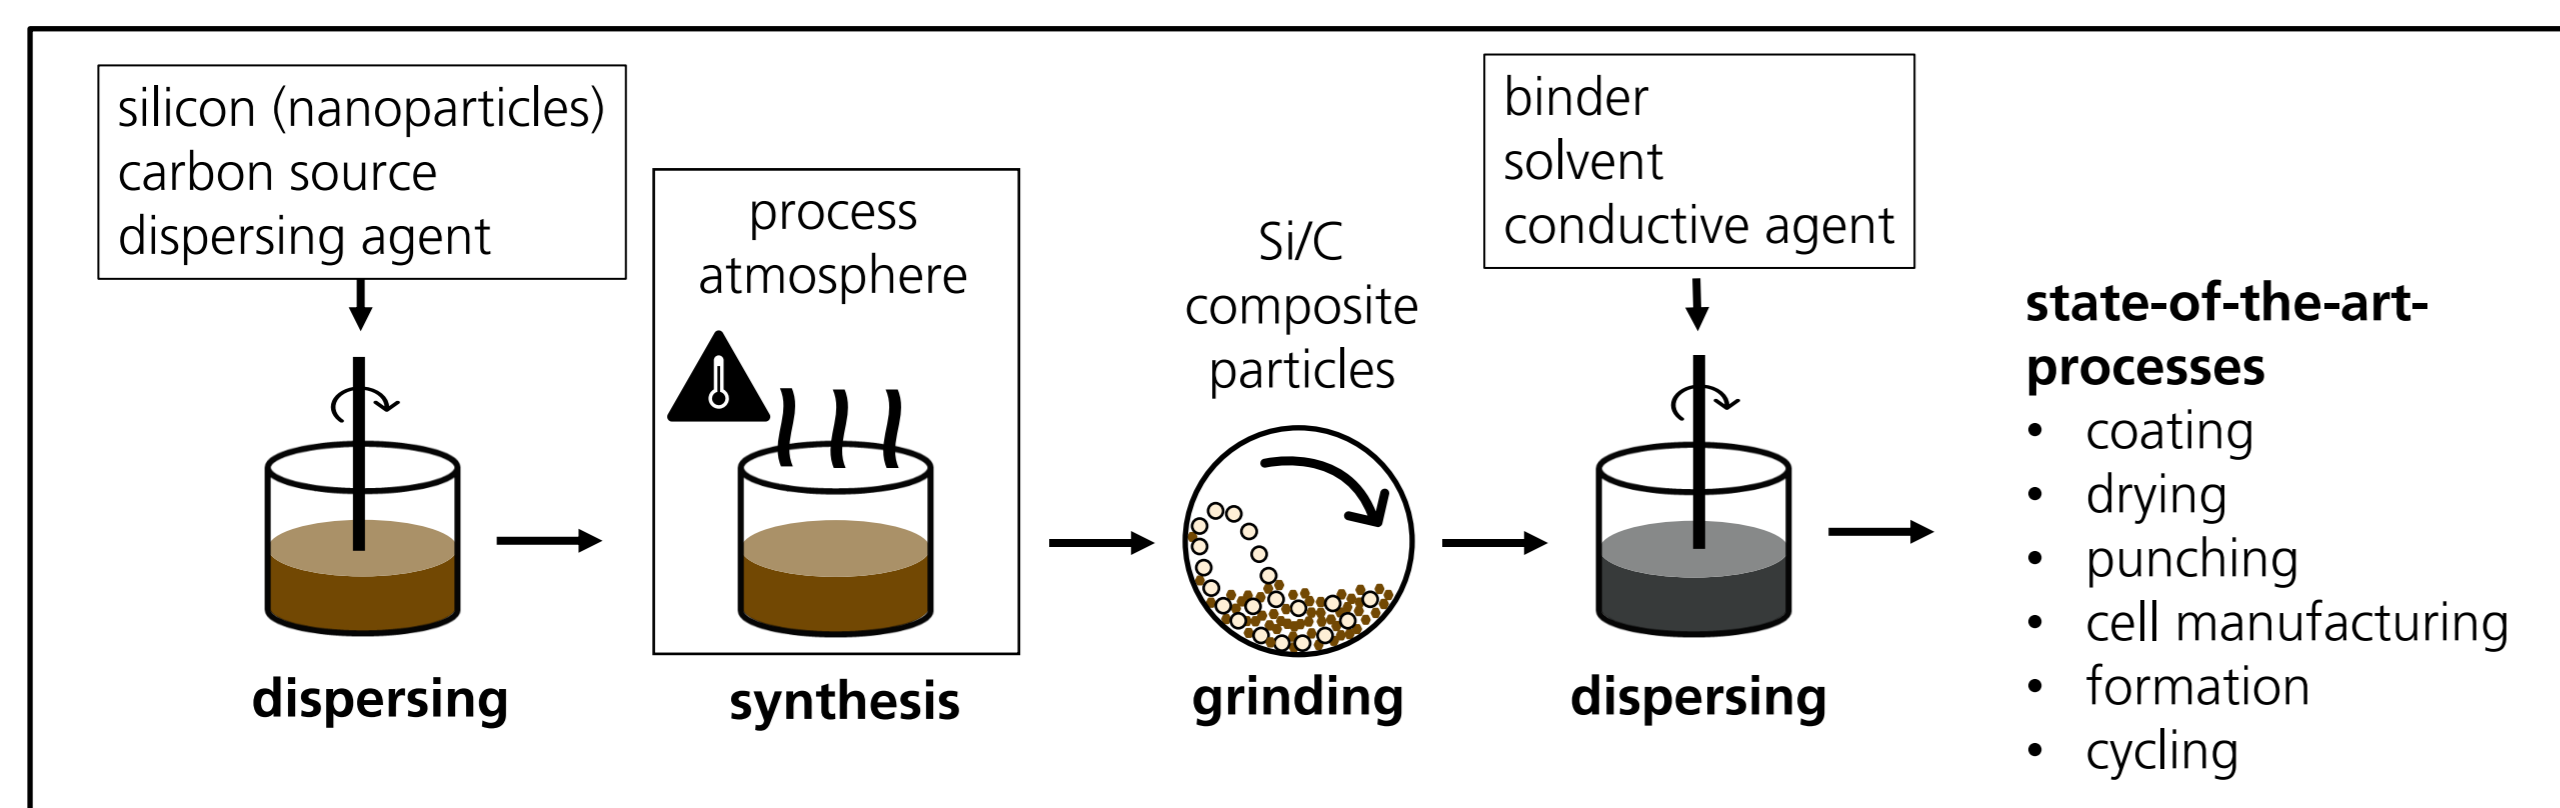 silicon (nanoparticles)
carbon source
dispersing agent
dispersing
process
atmosphere
synthesis
Si/C
composite
particles
grinding
binder
solvent
conductive agent
dispersing
state-of-the-art-
processes
• coating
• drying
• punching
• cell manufacturing
• formation
• cycling